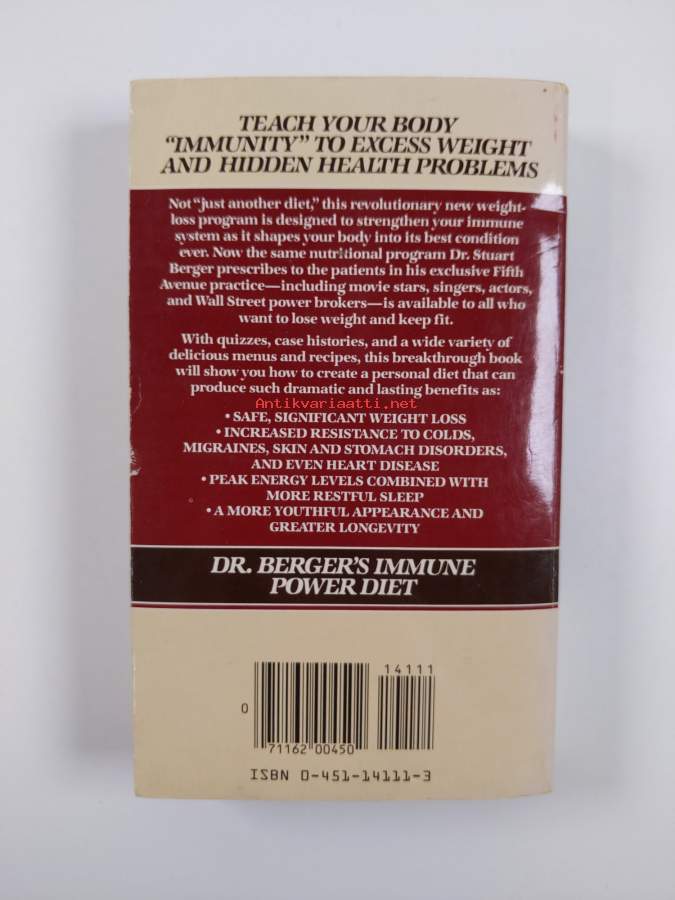 TEACH YOUR BODY
"IMMUNITY" TO EXCESS WEIGHT
AND HIDDEN HEALTH PROBLEMS
Not "just another diet," this revolutionary new weight-
loss program is designed to strengthen your immune
system as it shapes your body into its best condition
ever. Now the same nutritional program Dr. Stuart
Berger prescribes to the patients in his exclusive Fifth
Avenue practice—including movie stars, singers, actors,
and Wall Street power brokers—is available to all who
want to lose weight and keep fit.
With quizzes, case histories, and a wide variety of
delicious menus and recipes, this breakthrough book
will show you how to create a personal diet that can
produce such dramatic and lasting benefits as:
Antikvariaatti.net
• SAFE, SIGNIFICANT WEIGHT LOSS
• INCREASED RESISTANCE TO COLDS,
MIGRAINES, SKIN AND STOMACH DISORDERS,
AND EVEN HEART DISEASE
• PEAK ENERGY LEVELS COMBINED WITH
MORE RESTFUL SLEEP
• A MORE YOUTHFUL APPEARANCE AND
GREATER LONGEVITY
DR. BERGER'S IMMUNE
POWER DIET
14111
0
71162 00450
ISBN 0-451-14111-3